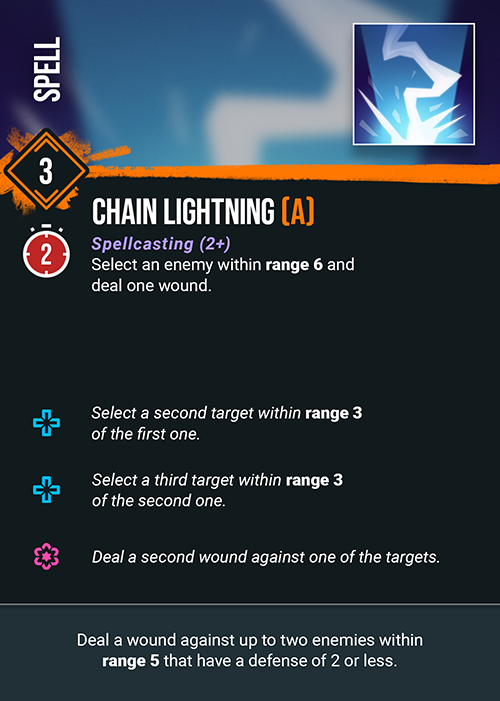 SPELL
3
CHAIN LIGHTNING (A)
2
Spellcasting (2+)
Select an enemy within range 6 and
deal one wound.
Select a second target within range 3
of the first one.
Select a third target within range 3
of the second one.
Deal a second wound against one of the targets.
Deal a wound against up to two enemies within
range 5 that have a defense of 2 or less.